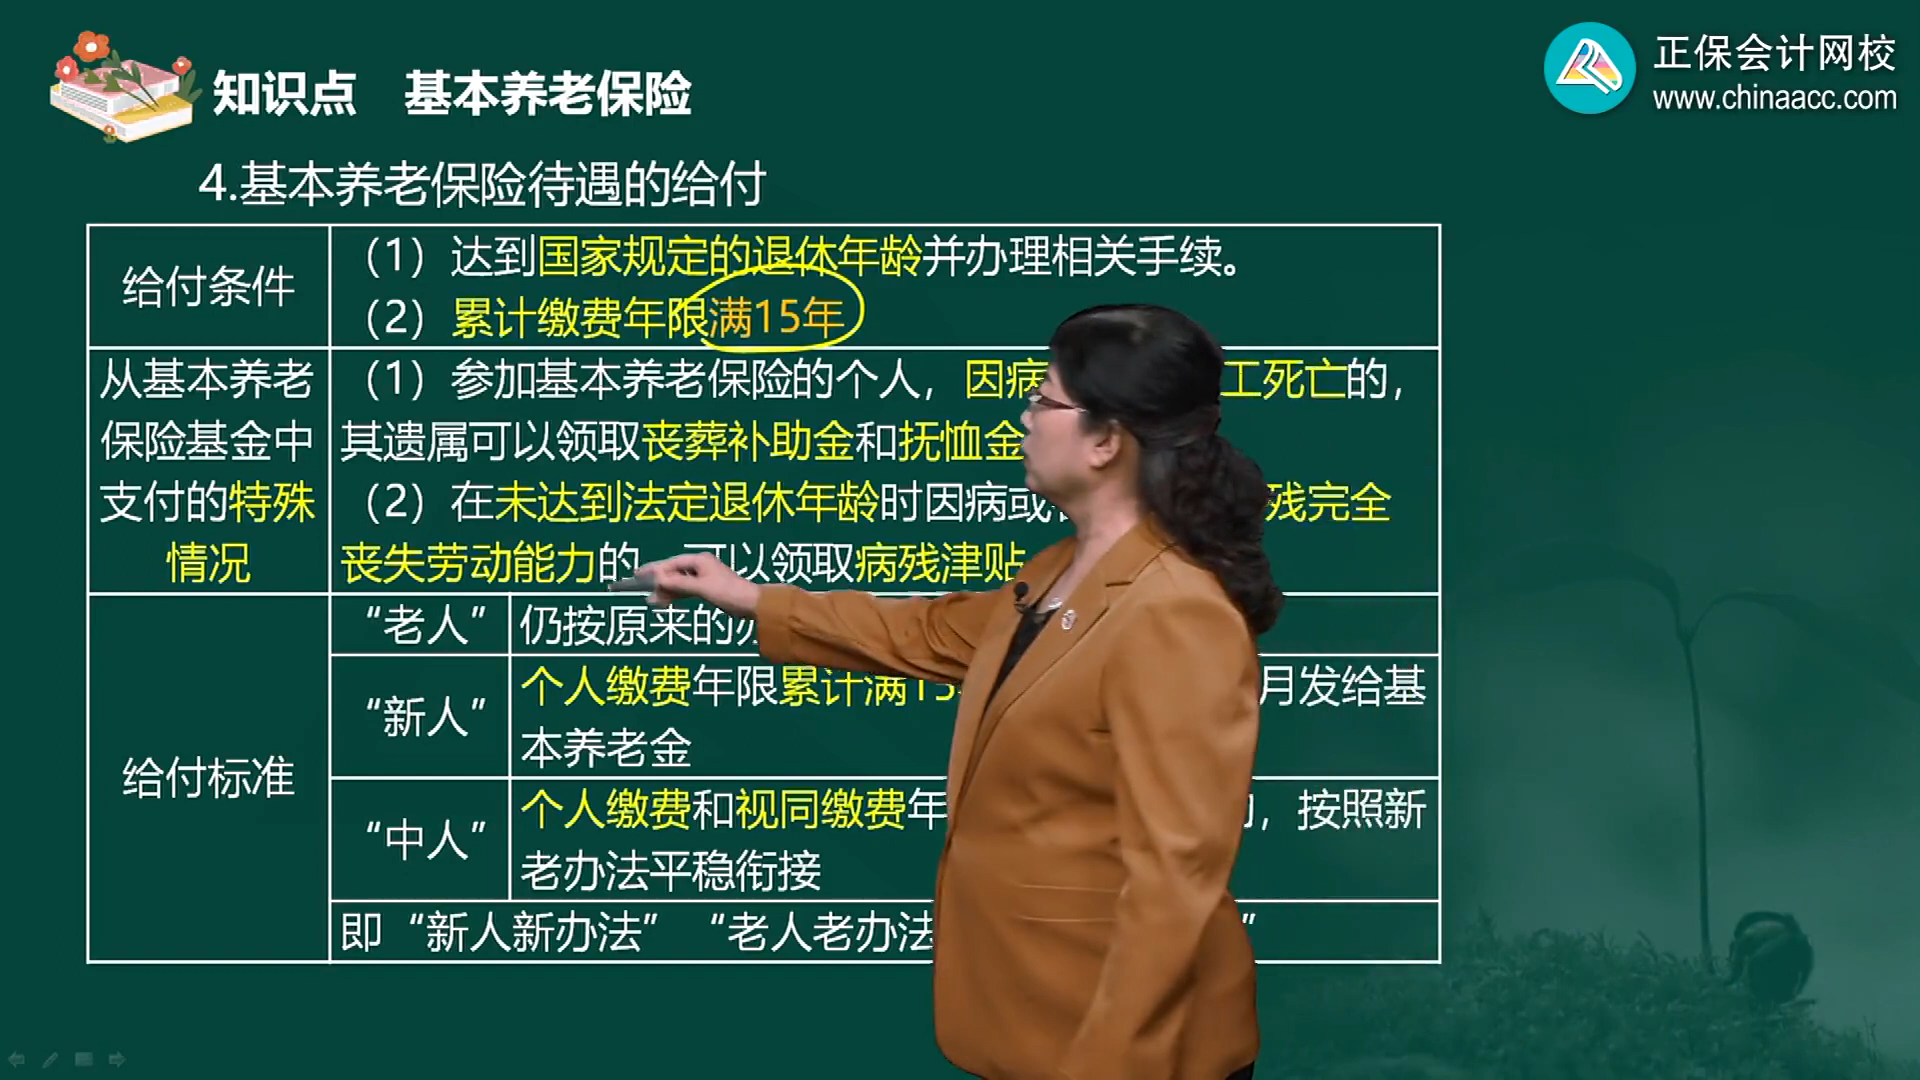 知识点 基本养老保险
正保会计网校
www.chinaacc.com
4.基本养老保险待遇的给付
给付条件
（1）达到国家规定的退休年龄并办理相关手续。
（2）累计缴费年限满15年
从基本养老
保险基金中
支付的特殊
情况
（1）参加基本养老保险的个人，因病 工死亡的，
其遗属可以领取丧葬补助金和抚恤金
（2）在未达到法定退休年龄时因病或 残完全
丧失劳动能力的 可以领取病残津贴
给付标准
“老人”
仍按原来的
“新人”
个人缴费年限累计满15 月发给基
本养老金
“中人”
个人缴费和视同缴费年 ，按照新
老办法平稳衔接
即“新人新办法” “老人老办法 ”